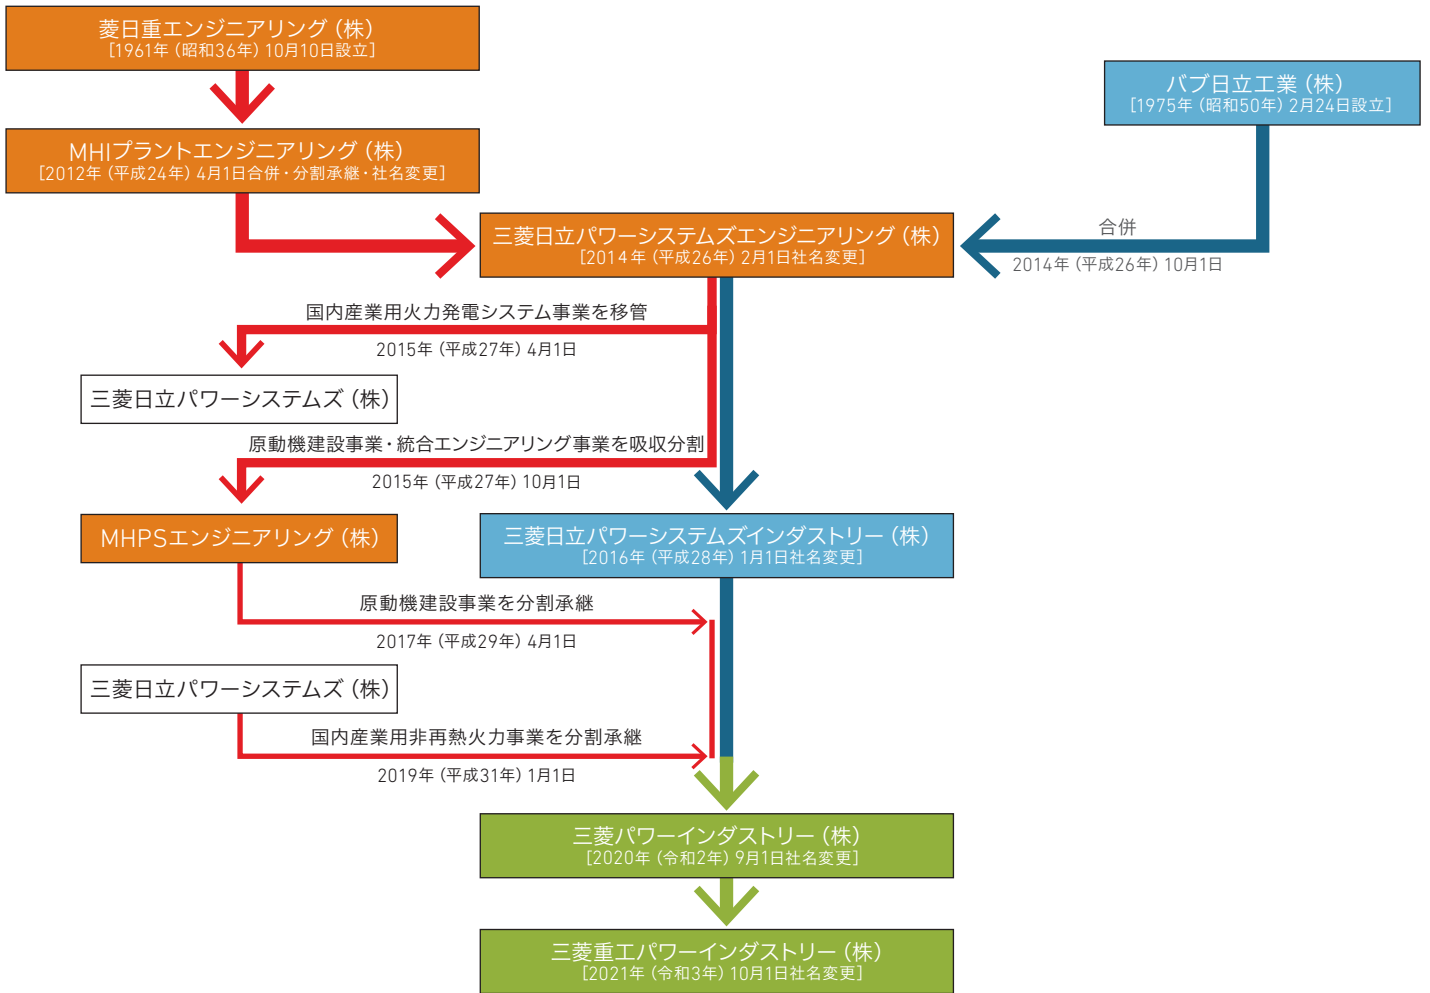 菱日重エンジニアリング（株）
［1961年（昭和36年）10月10日設立］
バブ日立工業（株）
［1975年（昭和50年）2月24日設立］
MHIプラントエンジニアリング（株）
［2012年（平成24年）4月1日合併・分割承継・社名変更］
三菱日立パワーシステムズエンジニアリング（株）
［2014年（平成26年）2月1日社名変更］
合併
2014年（平成26年）10月1日
国内産業用火力発電システム事業を移管
2015年（平成27年）4月1日
三菱日立パワーシステムズ（株）
原動機建設事業・統合エンジニアリング事業を吸収分割
2015年（平成27年）10月1日
MHPSエンジニアリング（株）
三菱日立パワーシステムズインダストリー（株）
［2016年（平成28年）1月1日社名変更］
原動機建設事業を分割承継
2017年（平成29年）4月1日
三菱日立パワーシステムズ（株）
国内産業用非再熱火力事業を分割承継
2019年（平成31年）1月1日
三菱パワーインダストリー（株）
［2020年（令和2年）9月1日社名変更］
三菱重工パワーインダストリー（株）
［2021年（令和3年）10月1日社名変更］